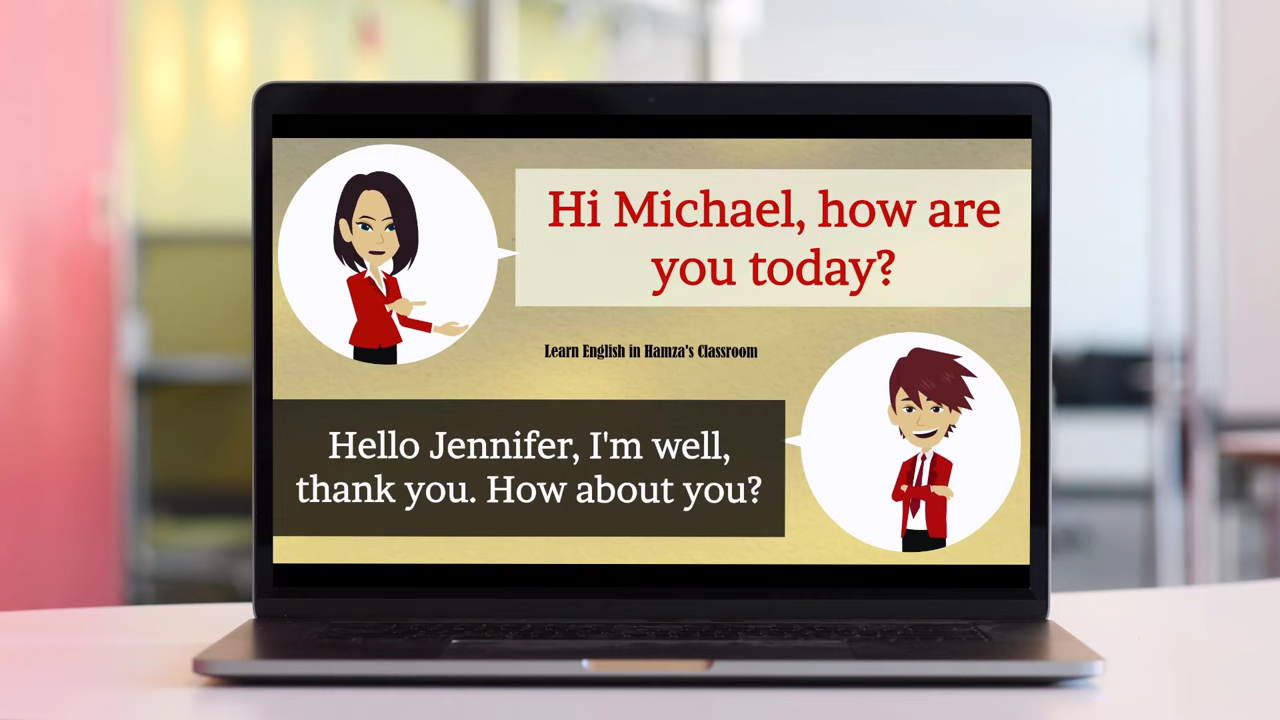 Hi Michael, how are
you today?
Learn English in Hamza's Classroom
Hello Jennifer, I'm well,
thank you. How about you?